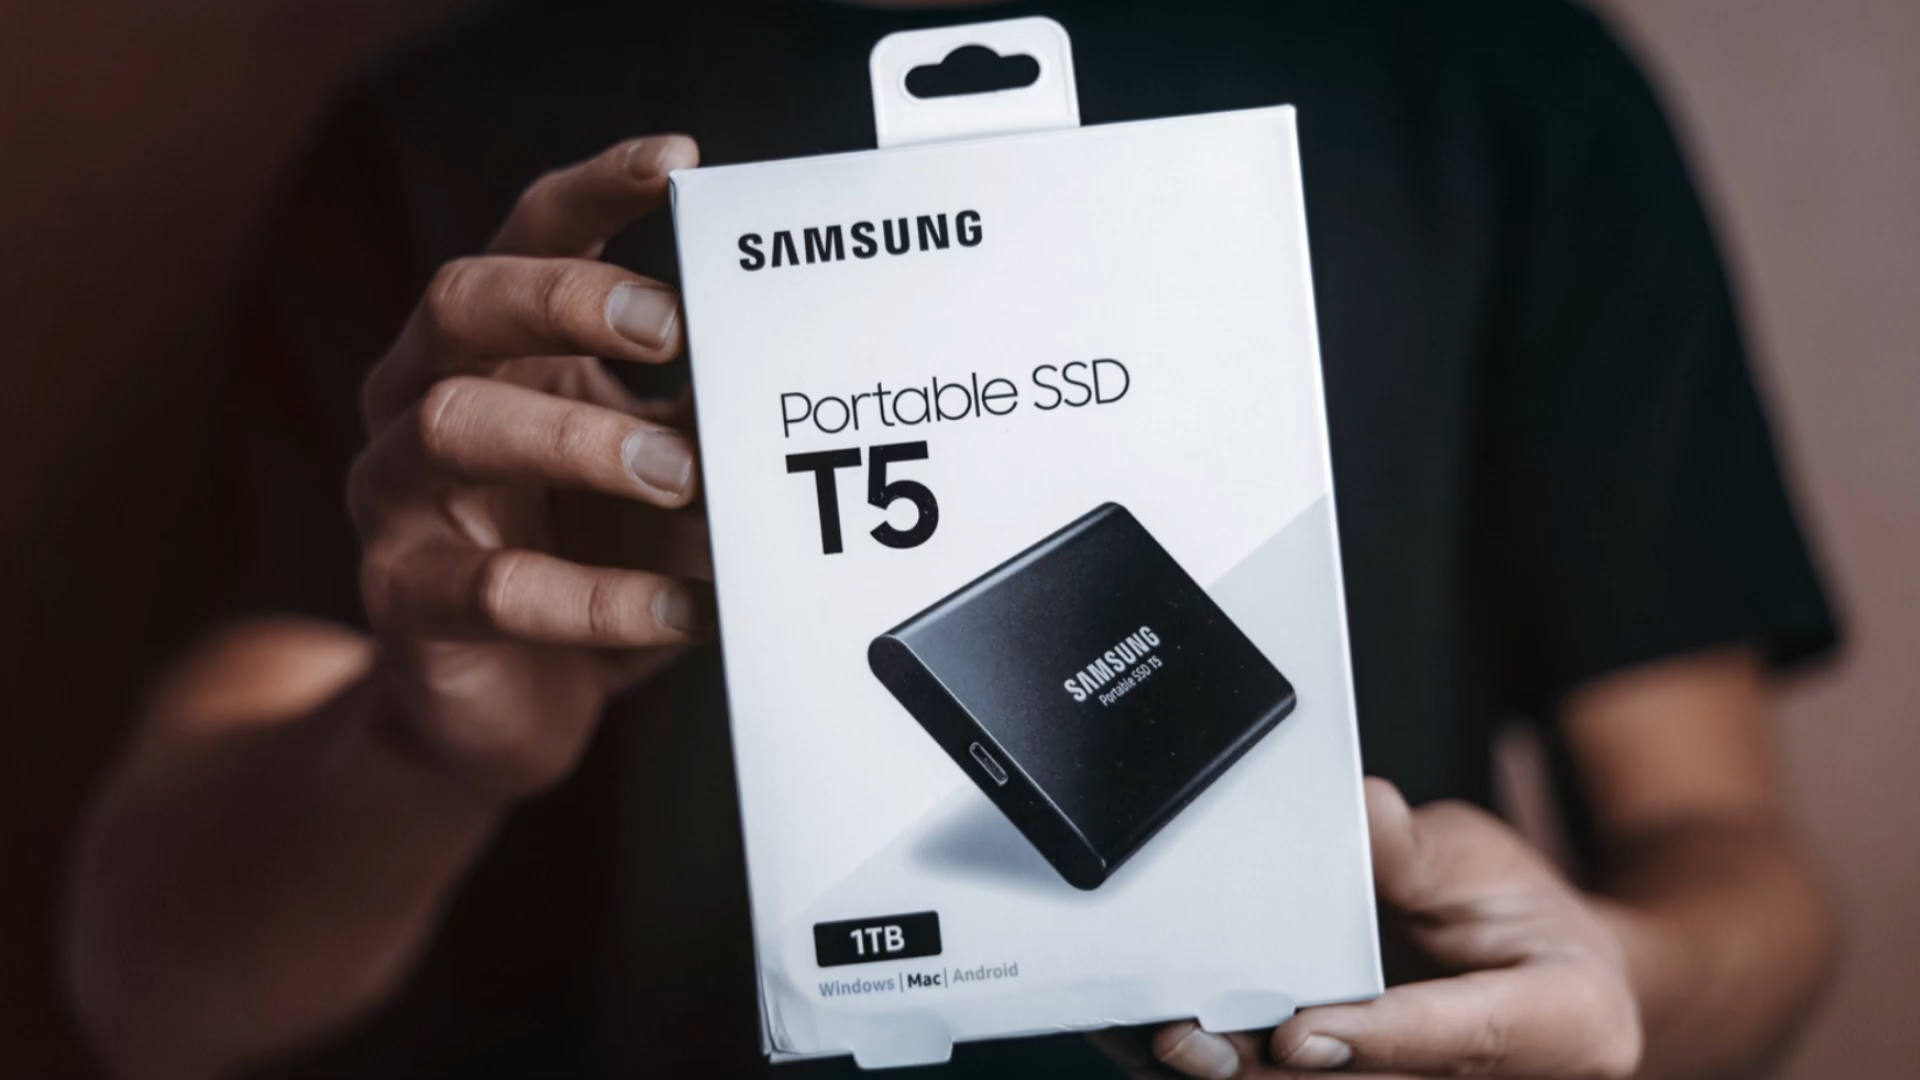 SAMSUNG
Portable SSD
T5
SAMSUNG
Portable SSD T5
1TB
Windows | Mac | Android